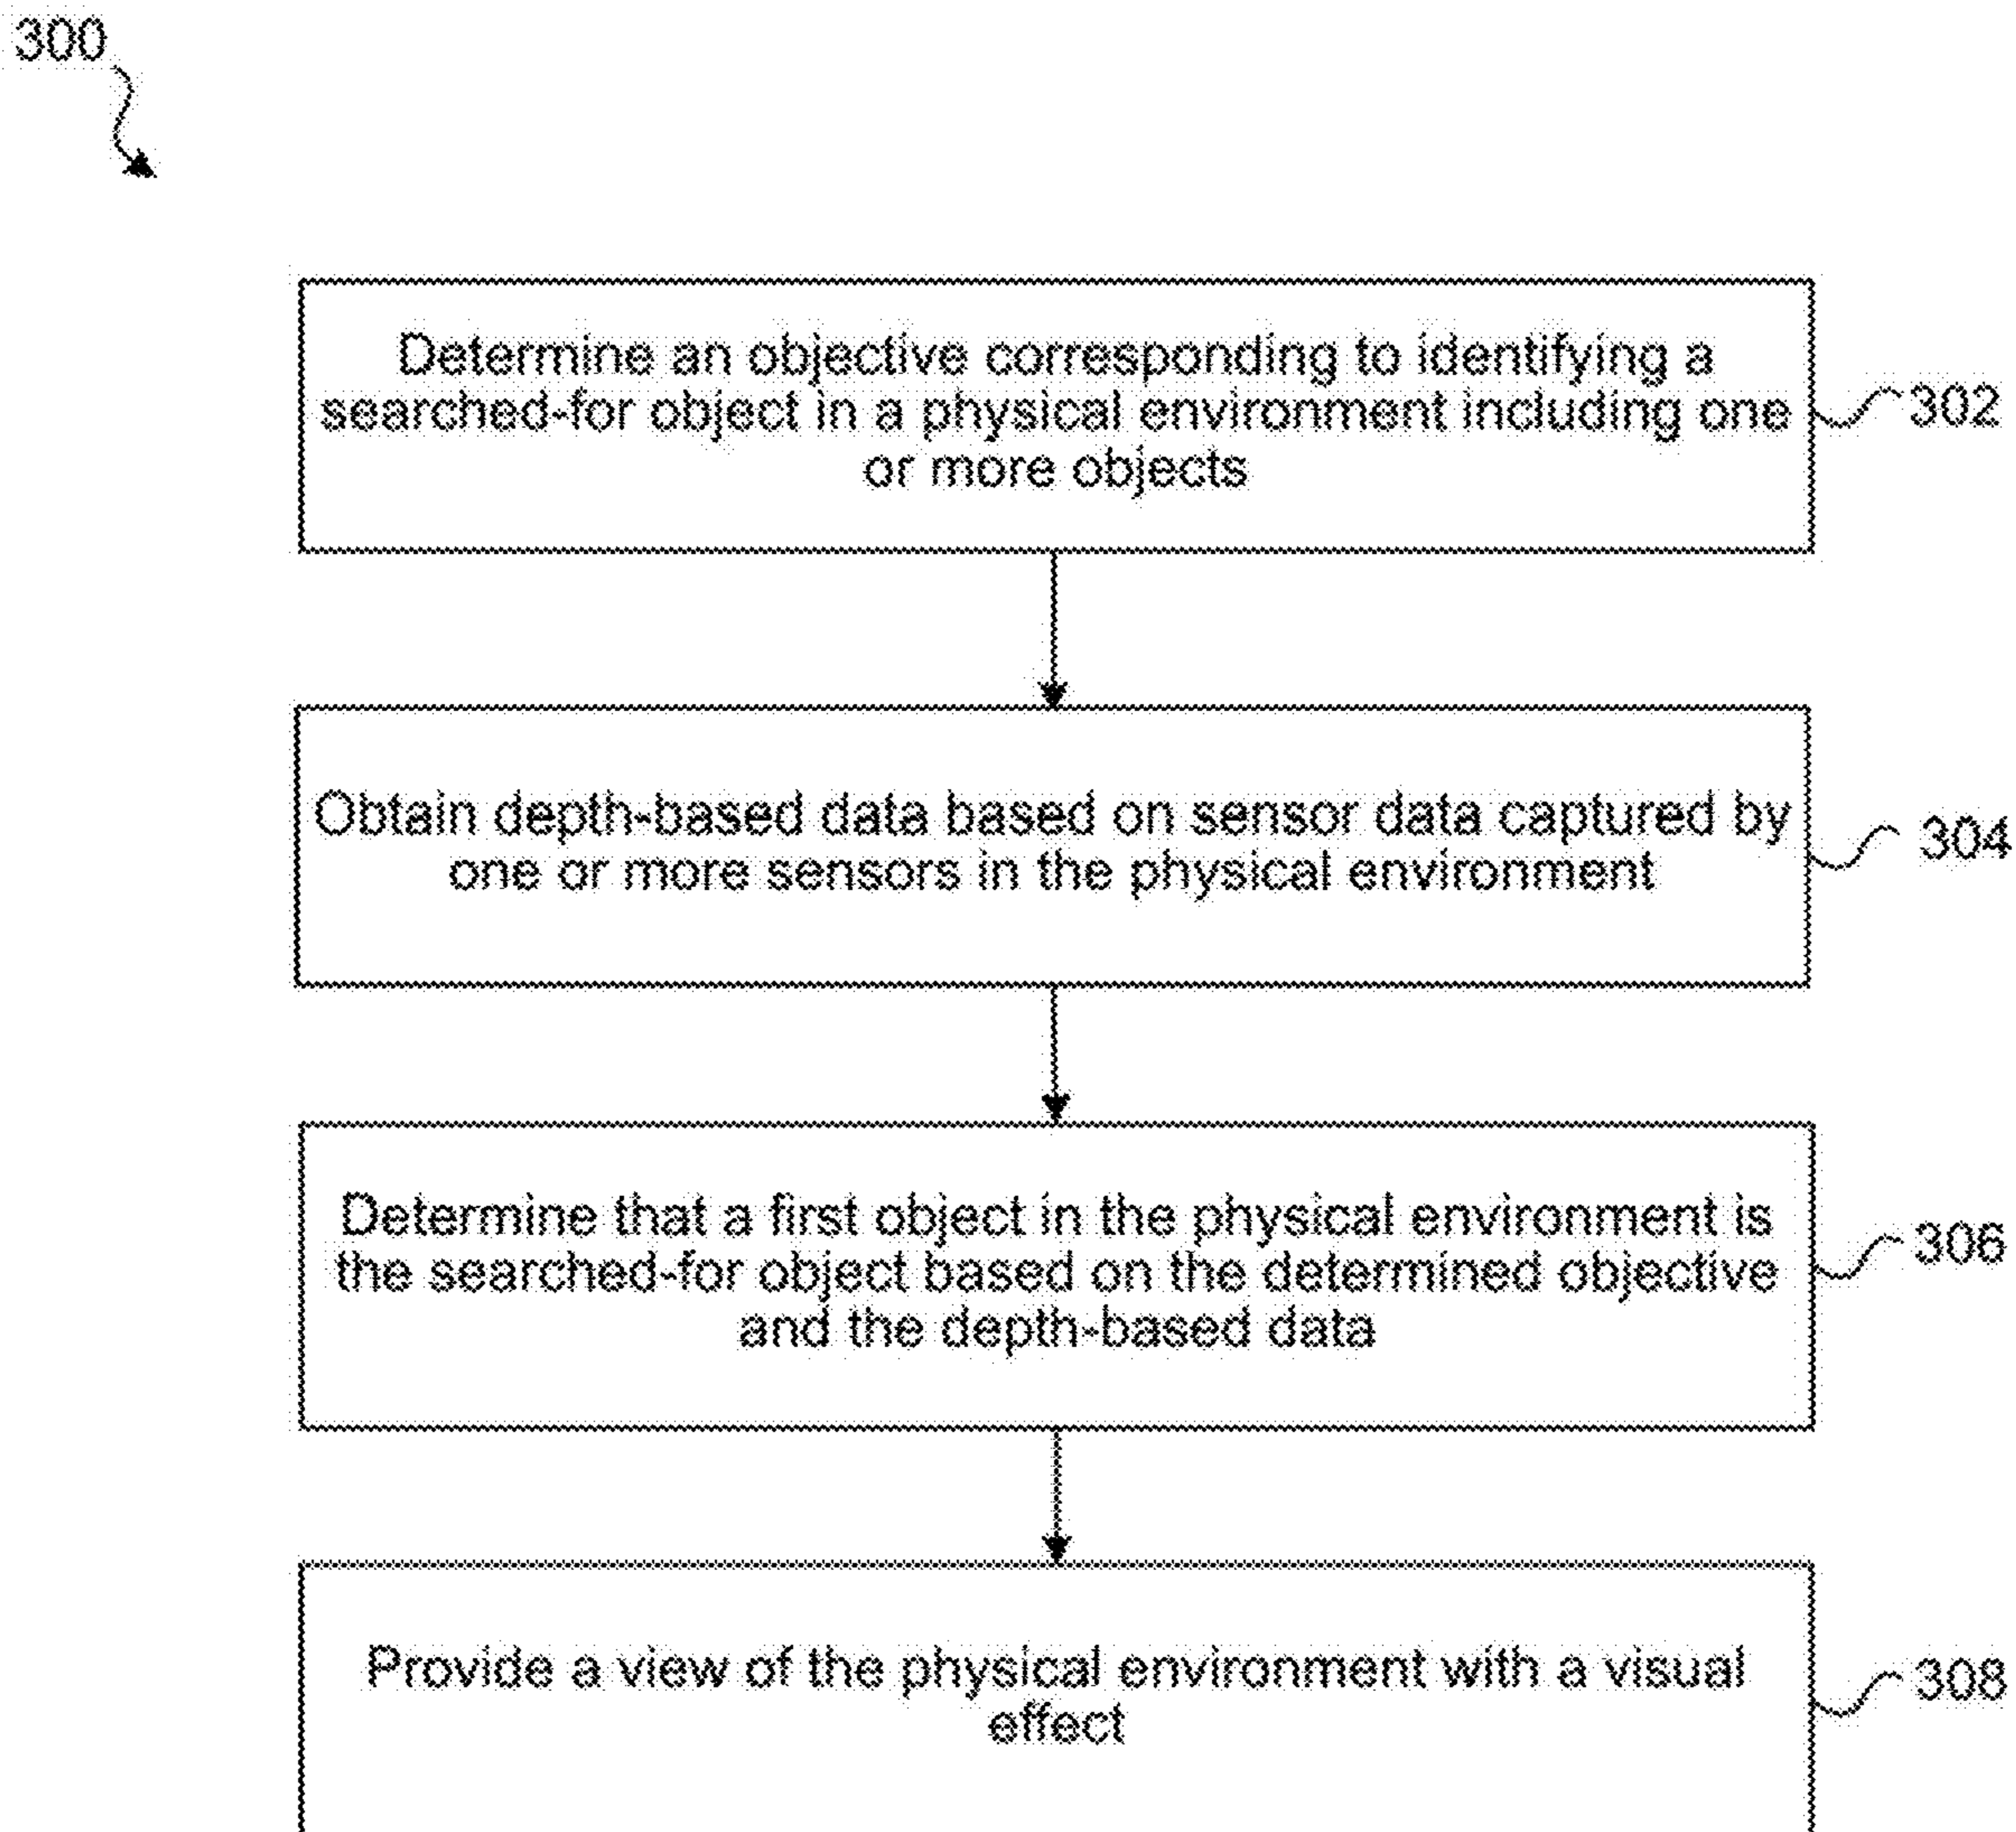 300
Determine an objective corresponding to identifying a
searched-for object in a physical environment including one
or more objects
302
Obtain depth-based data based on sensor data captured by
one or more sensors in the physical environment
304
Determine that a first object in the physical environment is
the searched-for object based on the determined objective
and the depth-based data
306
Provide a view of the physical environment with a visual
effect
308